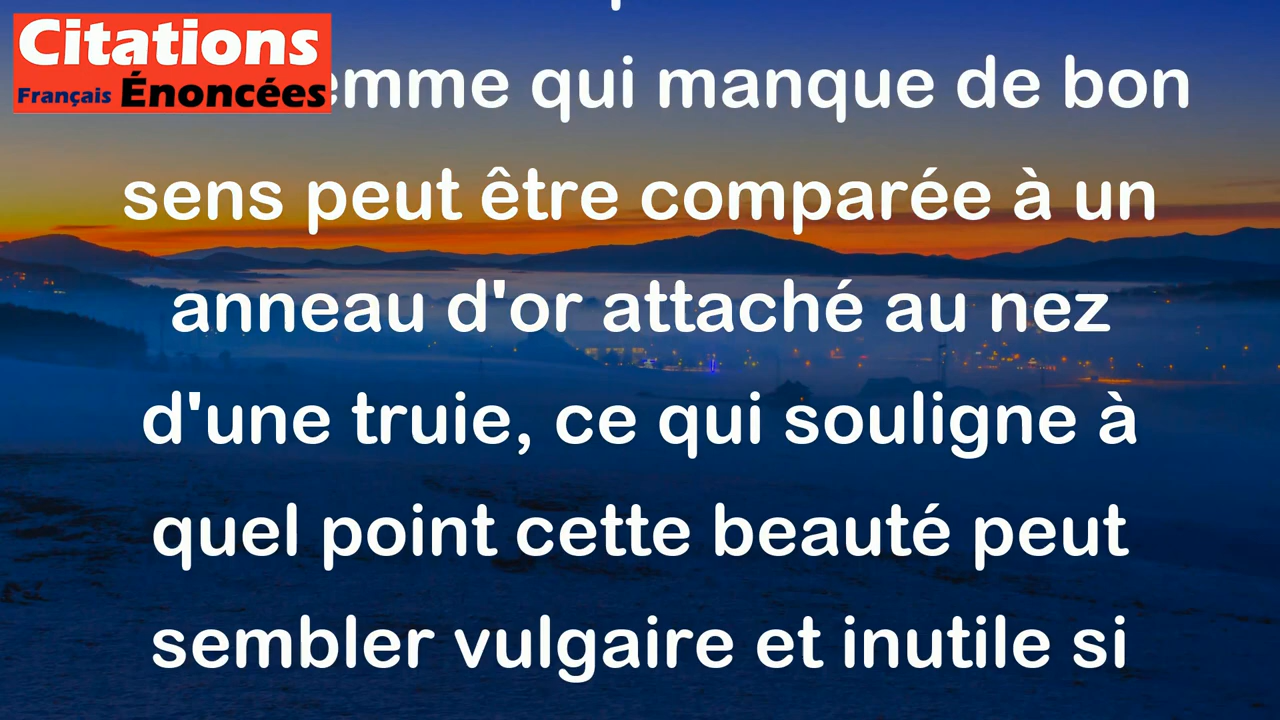 Citations
Français Énoncées
qui manque de bon
sens peut être comparée à un
anneau d'or attaché au nez
d'une truie, ce qui souligne à
quel point cette beauté peut
sembler vulgaire et inutile si